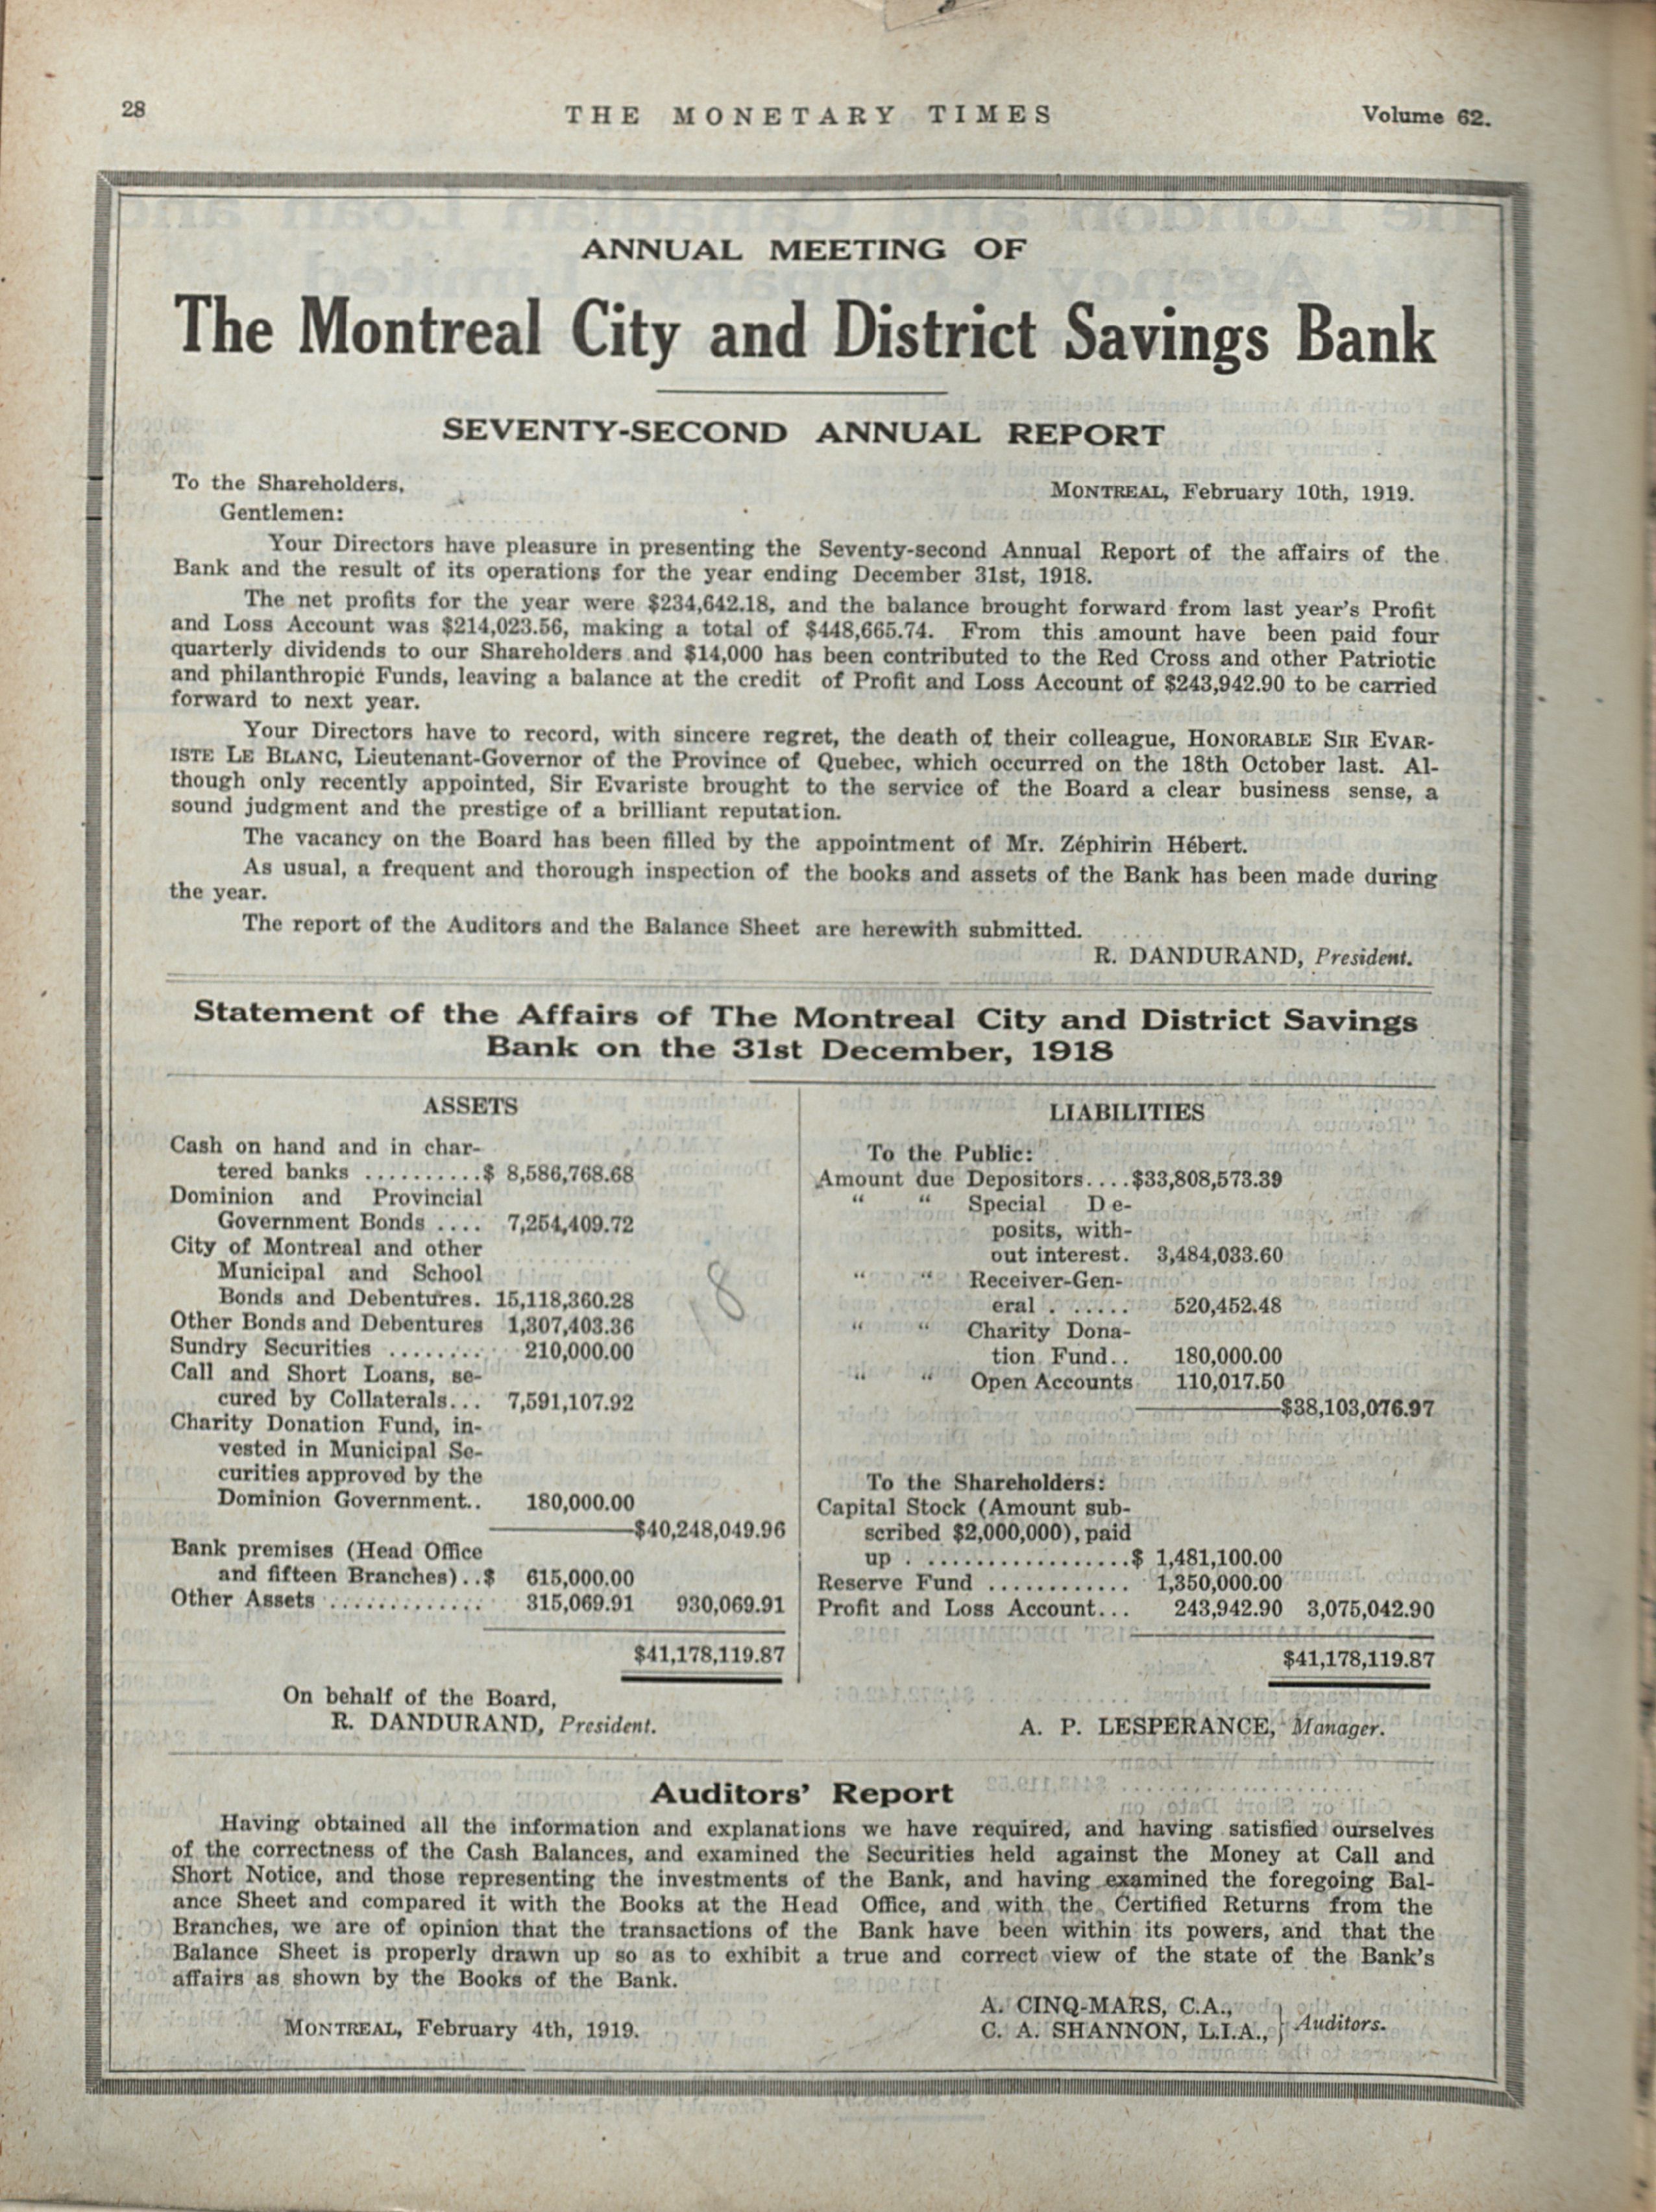 28
THE MONETARY TIMES
Volume 62.
ANNUAL MEETING OF
The Montreal City and District Savings Bank
SEVENTY-SECOND ANNUAL REPORT
To the Shareholders,
MONTREAL, February 10th, 1919.
Gentlemen:
Your Directors have pleasure in presenting the Seventy-second Annual Report of the affairs of the
Bank and the result of its operations for the year ending December 31st, 1918.
The net profits for the year were $234,642.18, and the balance brought forward from last year's Profit
and Loss Account was $214,023.56, making a total of $448,665.74. From this amount have been paid four
quarterly dividends to our Shareholders and $14,000 has been contributed to the Red Cross and other Patriotic
and philanthropic Funds, leaving a balance at the credit of Profit and Loss Account of $243,942.90 to be carried
forward to next year.
Your Directors have to record, with sincere regret, the death of their colleague, HONORABLE SIR EVAR-
ISTE LE BLANC, Lieutenant-Governor of the Province of Quebec, which occurred on the 18th October last. Al-
though only recently appointed, Sir Evariste brought to the service of the Board a clear business sense, a
sound judgment and the prestige of a brilliant reputation.
The vacancy on the Board has been filled by the appointment of Mr. Zéphirin Hébert.
As usual, a frequent and thorough inspection of the books and assets of the Bank has been made during
the year.
The report of the Auditors and the Balance Sheet are herewith submitted.
R. DANDURAND, President.
Statement of the Affairs of The Montreal City and District Savings
Bank on the 31st December, 1918
ASSETS
Cash on hand and in char-
tered banks ..........$ 8,586,768.68
Dominion and Provincial
Government Bonds .... 7,254,409.72
City of Montreal and other
Municipal and School
Bonds and Debentures. 15,118,360.28
Other Bonds and Debentures 1,307,403.36
Sundry Securities ........ 210,000.00
Call and Short Loans, se-
cured by Collaterals... 7,591,107.92
Charity Donation Fund, in-
vested in Municipal Se-
curities approved by the
Dominion Government.. 180,000.00
$40,248,049.96
Bank premises (Head Office
and fifteen Branches)..$ 615,000.00
Other Assets ............. 315,069.91 930,069.91
$41,178,119.87
On behalf of the Board,
R. DANDURAND, President.
18
LIABILITIES
To the Public:
Amount due Depositors....$33,808,573.39
" " Special De-
posits, with-
out interest. 3,484,033.60
" " Receiver-Gen-
eral . ...... 520,452.48
" " Charity Dona-
tion Fund.. 180,000.00
" " Open Accounts 110,017.50
$38,103,076.97
To the Shareholders:
Capital Stock (Amount sub-
scribed $2,000,000), paid
up . ..................$ 1,481,100.00
Reserve Fund ............ 1,350,000.00
Profit and Loss Account... 243,942.90 3,075,042.90
$41,178,119.87
A. P. LESPERANCE, Manager.
Auditors' Report
Having obtained all the information and explanations we have required, and having satisfied ourselves
of the correctness of the Cash Balances, and examined the Securities held against the Money at Call and
Short Notice, and those representing the investments of the Bank, and having examined the foregoing Bal-
ance Sheet and compared it with the Books at the Head Office, and with the Certified Returns from the
Branches, we are of opinion that the transactions of the Bank have been within its powers, and that the
Balance Sheet is properly drawn up so as to exhibit a true and correct view of the state of the Bank's
affairs as shown by the Books of the Bank.
A. CINQ-MARS, C.A.,
C. A. SHANNON, L.I.A., } Auditors.
MONTREAL, February 4th, 1919.